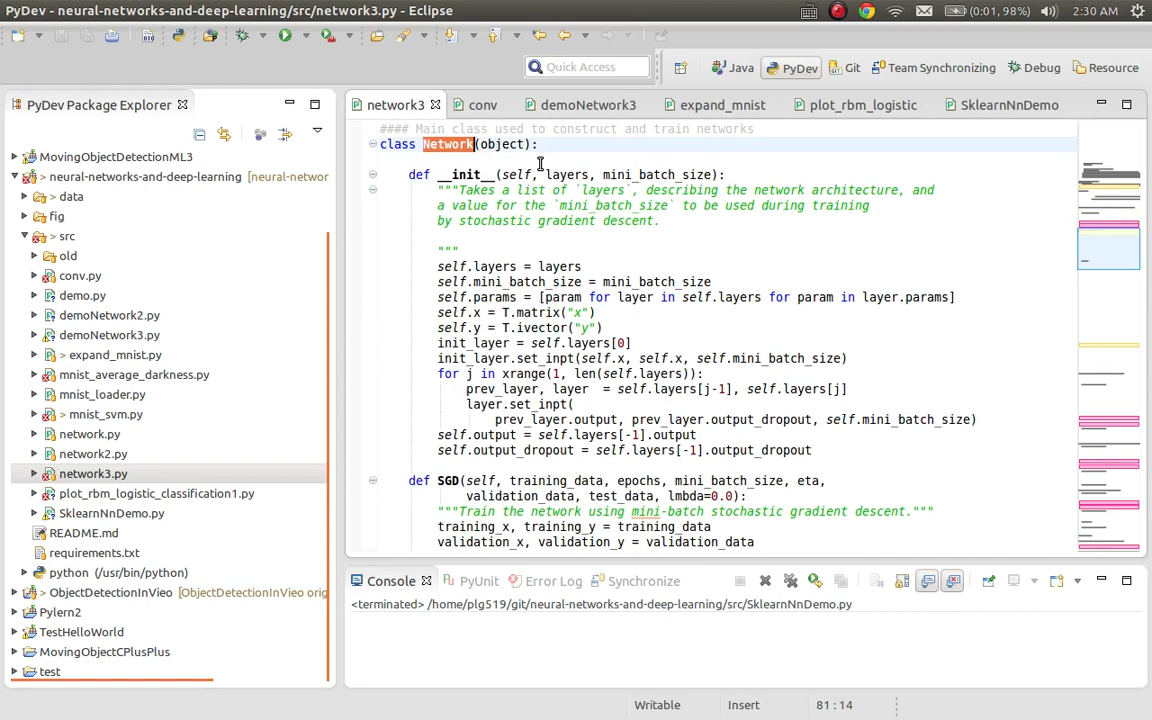 PyDev - neural-networks-and-deep-learning/src/network3.py - Eclipse
(0:01, 98%)
2:30 AM
Quick Access
Java
PyDev
Git
Team Synchronizing
Debug
Resource
PyDev Package Explorer
MovingObjectDetectionML3
> neural-networks-and-deep-learning [neural-networ
> data
fig
> src
old
conv.py
demo.py
demoNetwork2.py
demoNetwork3.py
> expand_mnist.py
mnist_average_darkness.py
mnist_loader.py
> mnist_svm.py
network.py
network2.py
network3.py
plot_rbm_logistic_classification1.py
SklearnNnDemo.py
README.md
requirements.txt
python (/usr/bin/python)
> ObjectDetectionInVieo [ObjectDetectionInVieo orig
Pylern2
TestHelloWorld
MovingObjectCPlusPlus
test
network3
conv
demoNetwork3
expand_mnist
plot_rbm_logistic
SklearnNnDemo
#### Main class used to construct and train networks
class Network(object):
def __init__(self, layers, mini_batch_size):
"""Takes a list of `layers`, describing the network architecture, and
a value for the `mini_batch_size` to be used during training
by stochastic gradient descent.
"""
self.layers = layers
self.mini_batch_size = mini_batch_size
self.params = [param for layer in self.layers for param in layer.params]
self.x = T.matrix("x")
self.y = T.ivector("y")
init_layer = self.layers[0]
init_layer.set_inpt(self.x, self.x, self.mini_batch_size)
for j in xrange(1, len(self.layers)):
prev_layer, layer  = self.layers[j-1], self.layers[j]
layer.set_inpt(
prev_layer.output, prev_layer.output_dropout, self.mini_batch_size)
self.output = self.layers[-1].output
self.output_dropout = self.layers[-1].output_dropout
def SGD(self, training_data, epochs, mini_batch_size, eta,
validation_data, test_data, lmbda=0.0):
"""Train the network using mini-batch stochastic gradient descent."""
training_x, training_y = training_data
validation_x, validation_y = validation_data
Console
PyUnit
Error Log
Synchronize
<terminated> /home/plg519/git/neural-networks-and-deep-learning/src/SklearnNnDemo.py
Writable
Insert
81 : 14